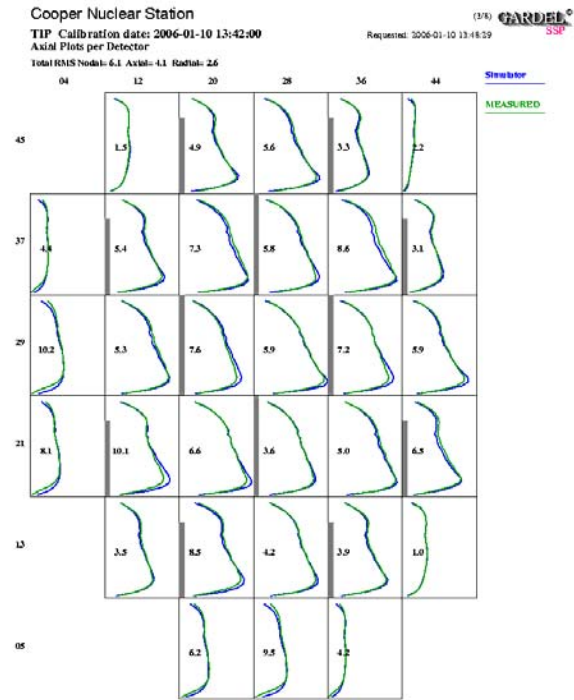 Cooper Nuclear Station
(3/8) GARDEL©
SSP
TIP Calibration date: 2006-01-10 13:42:00
Requested: 2006-01-10 13:48:29
Axial Plots per Detector
Total RMS Nodal= 6.1 Axial= 4.1 Radial= 2.6
Simulator
MEASURED
04 12 20 28 36 44
45 1.5 4.9 5.6 3.3 2.2
37 4.4 5.4 7.3 5.8 8.6 3.1
29 10.2 5.3 7.6 5.9 7.2 5.9
21 8.1 10.1 6.6 3.6 5.0 6.5
13 3.5 8.5 4.2 3.9 1.0
05 6.2 9.5 4.2